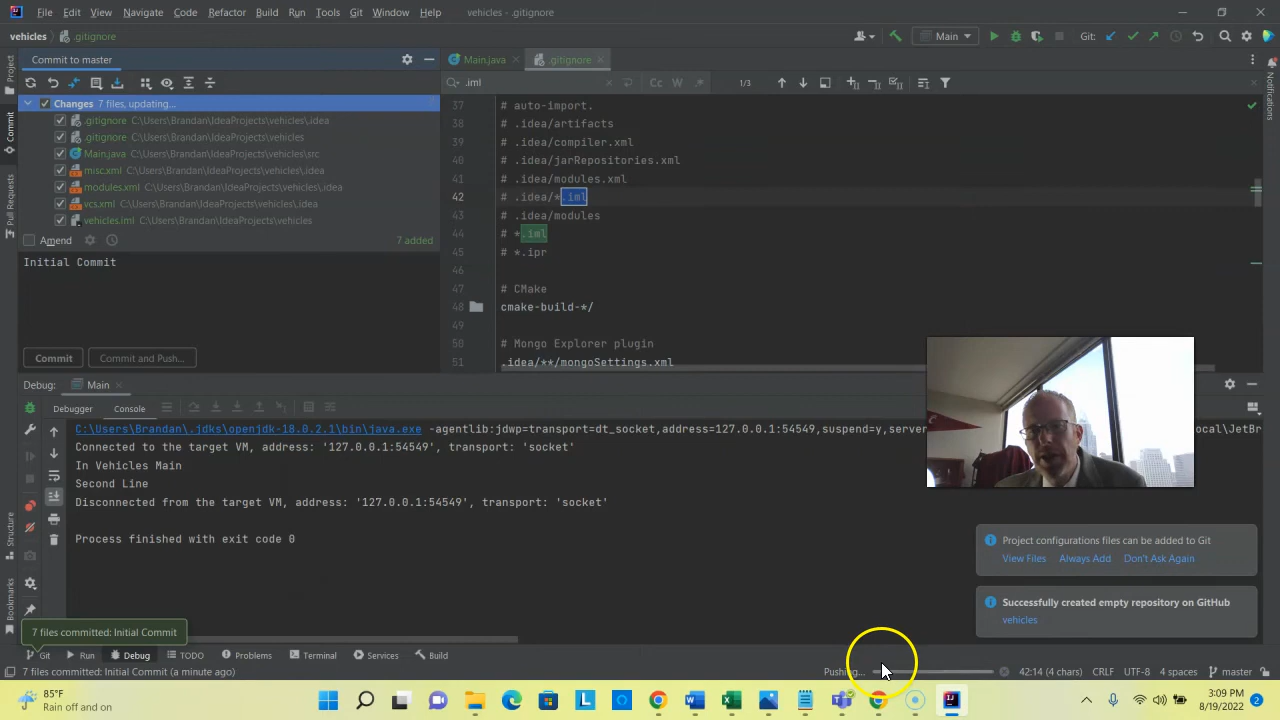 File Edit View Navigate Code Refactor Build Run Tools Git Window Help vehicles - .gitignore
vehicles .gitignore Main Git:
Commit to master
Main.java .gitignore
.iml Cc W .* 1/3
Changes 7 files, updating...
.gitignore C:\Users\Brandan\IdeaProjects\vehicles\.idea
.gitignore C:\Users\Brandan\IdeaProjects\vehicles
Main.java C:\Users\Brandan\IdeaProjects\vehicles\src
misc.xml C:\Users\Brandan\IdeaProjects\vehicles\.idea
modules.xml C:\Users\Brandan\IdeaProjects\vehicles\.idea
vcs.xml C:\Users\Brandan\IdeaProjects\vehicles\.idea
vehicles.iml C:\Users\Brandan\IdeaProjects\vehicles
Amend 7 added
Initial Commit
Commit Commit and Push...
37 # auto-import.
38 # .idea/artifacts
39 # .idea/compiler.xml
40 # .idea/jarRepositories.xml
41 # .idea/modules.xml
42 # .idea/*.iml
43 # .idea/modules
44 # *.iml
45 # *.ipr
46
47 # CMake
48 cmake-build-*/
49
50 # Mongo Explorer plugin
51 .idea/**/mongoSettings.xml
Project
Commit
Pull Requests
Structure
Bookmarks
Notifications
Debug: Main
Debugger Console
C:\Users\Brandan\.jdks\openjdk-18.0.2.1\bin\java.exe -agentlib:jdwp=transport=dt_socket,address=127.0.0.1:54549,suspend=y,server
ocal\JetBr
Connected to the target VM, address: '127.0.0.1:54549', transport: 'socket'
In Vehicles Main
Second Line
Disconnected from the target VM, address: '127.0.0.1:54549', transport: 'socket'
Process finished with exit code 0
Project configurations files can be added to Git
View Files Always Add Don't Ask Again
Successfully created empty repository on GitHub
vehicles
7 files committed: Initial Commit
Git Run Debug TODO Problems Terminal Services Build
7 files committed: Initial Commit (a minute ago) Pushing... 42:14 (4 chars) CRLF UTF-8 4 spaces master
85°F
Rain off and on
3:09 PM
8/19/2022
2